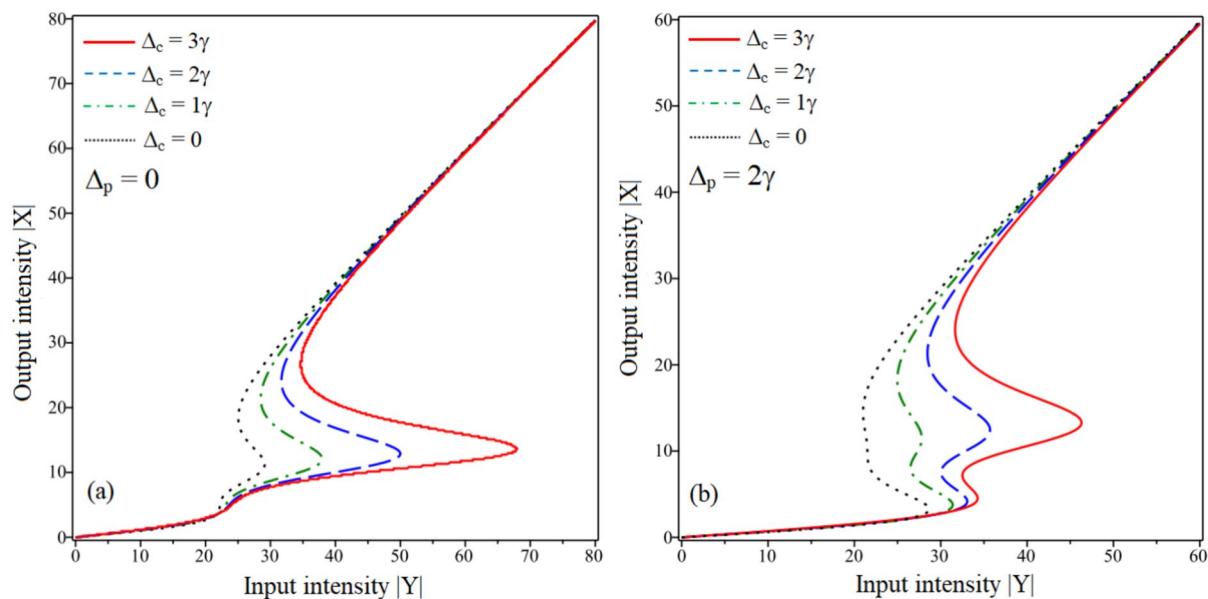 80
70
60
50
40
30
20
10
0
Output intensity |X|
Δc = 3γ
Δc = 2γ
Δc = 1γ
Δc = 0
Δp = 0
(a)
0 10 20 30 40 50 60 70 80
Input intensity |Y|
60
50
40
30
20
10
0
Output intensity |X|
Δc = 3γ
Δc = 2γ
Δc = 1γ
Δc = 0
Δp = 2γ
(b)
0 10 20 30 40 50 60
Input intensity |Y|